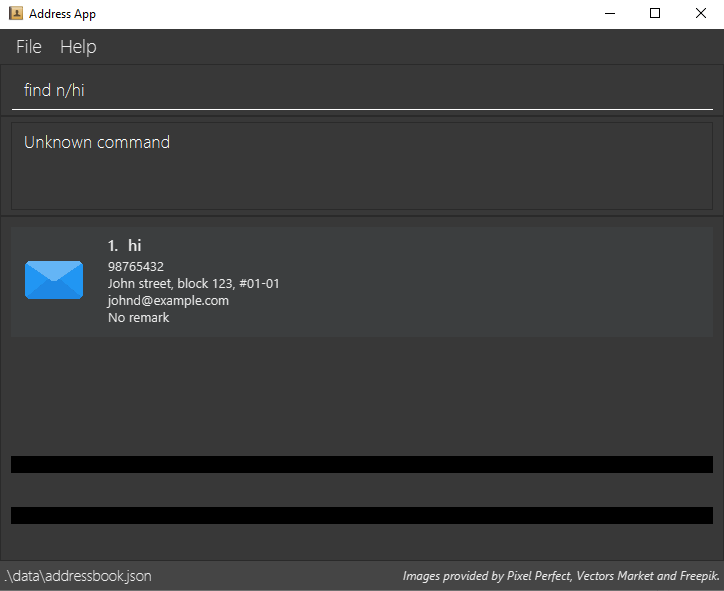 Address App
File Help
find n/hi
Unknown command
1. hi
98765432
John street, block 123, #01-01
johnd@example.com
No remark
.\data\addressbook.json
Images provided by Pixel Perfect, Vectors Market and Freepik.